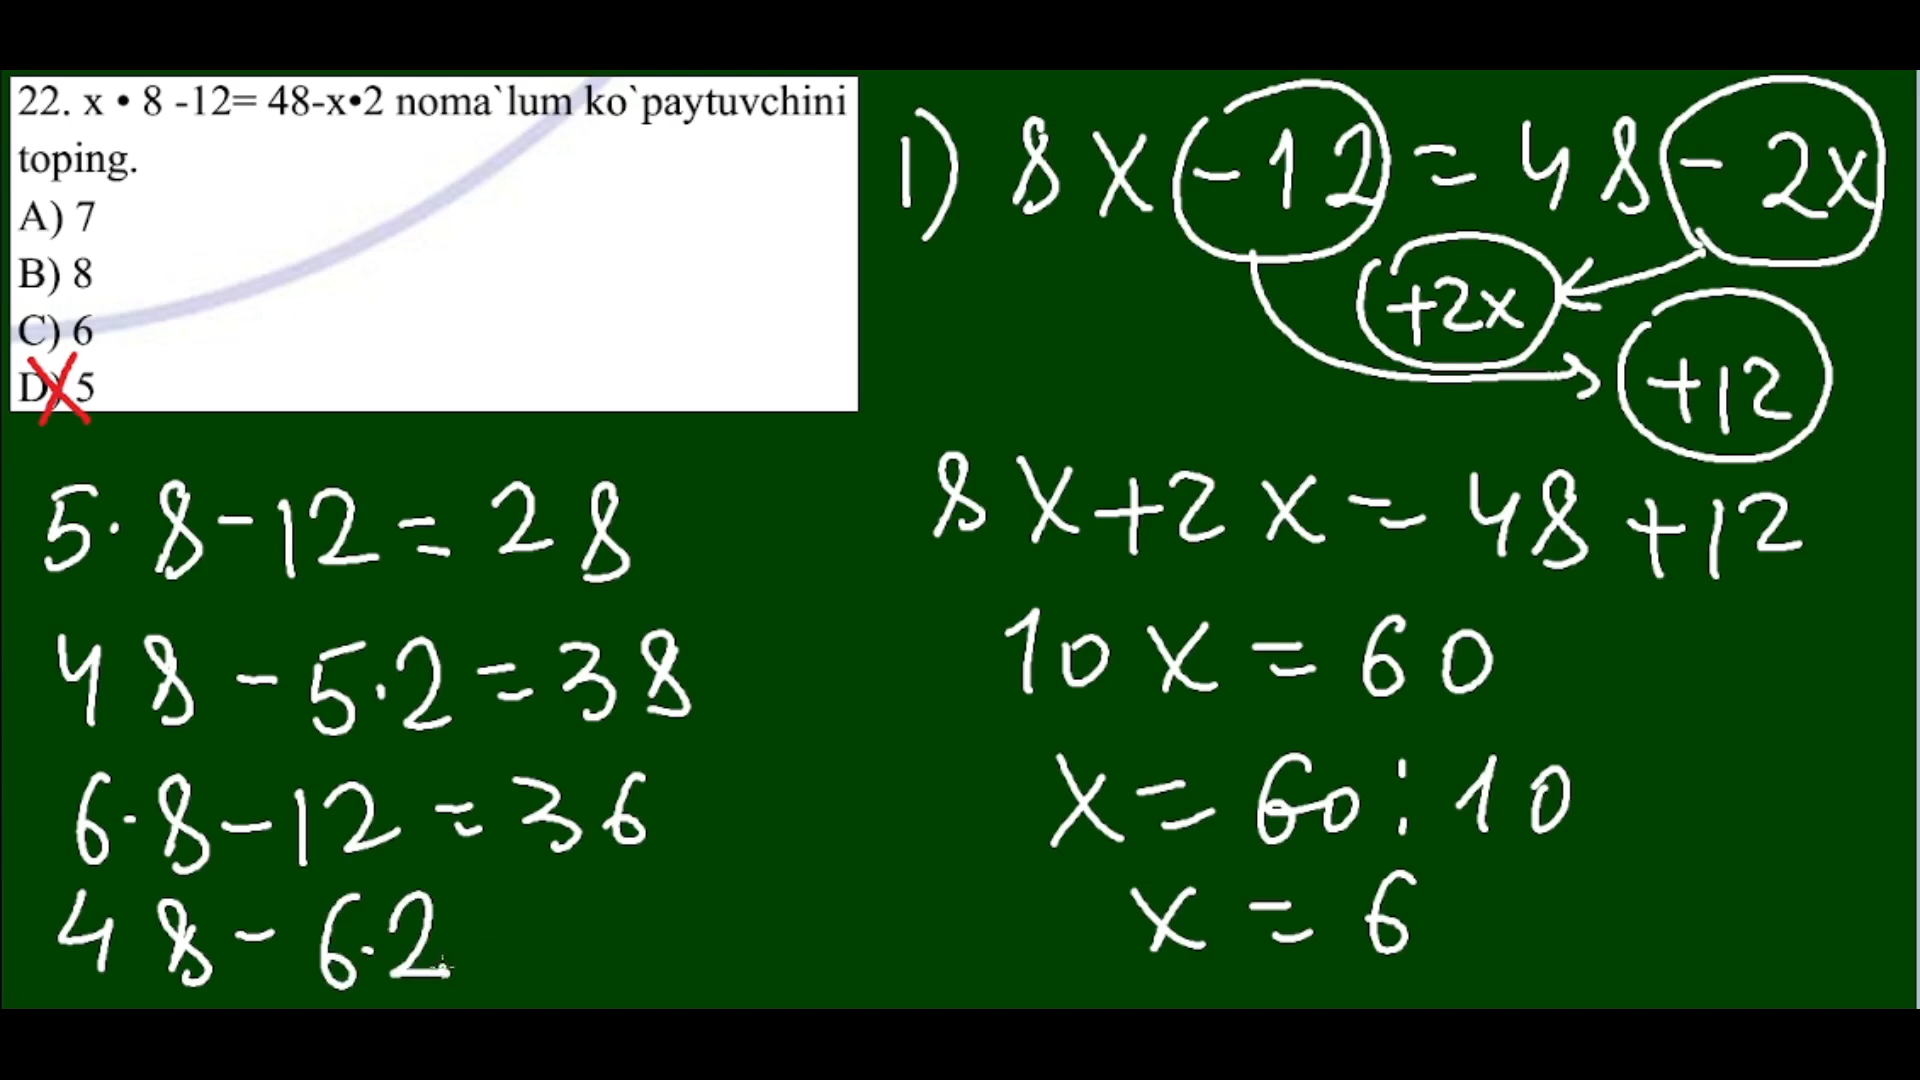 22. x • 8 -12= 48-x•2 noma`lum ko`paytuvchini
toping.
A) 7
B) 8
C) 6
D) 5
5·8-12=28
48-5·2=38
6·8-12=36
48-6·2
1) 8x-12=48-2x
+2x
+12
8x+2x=48+12
10x=60
x=60:10
x=6